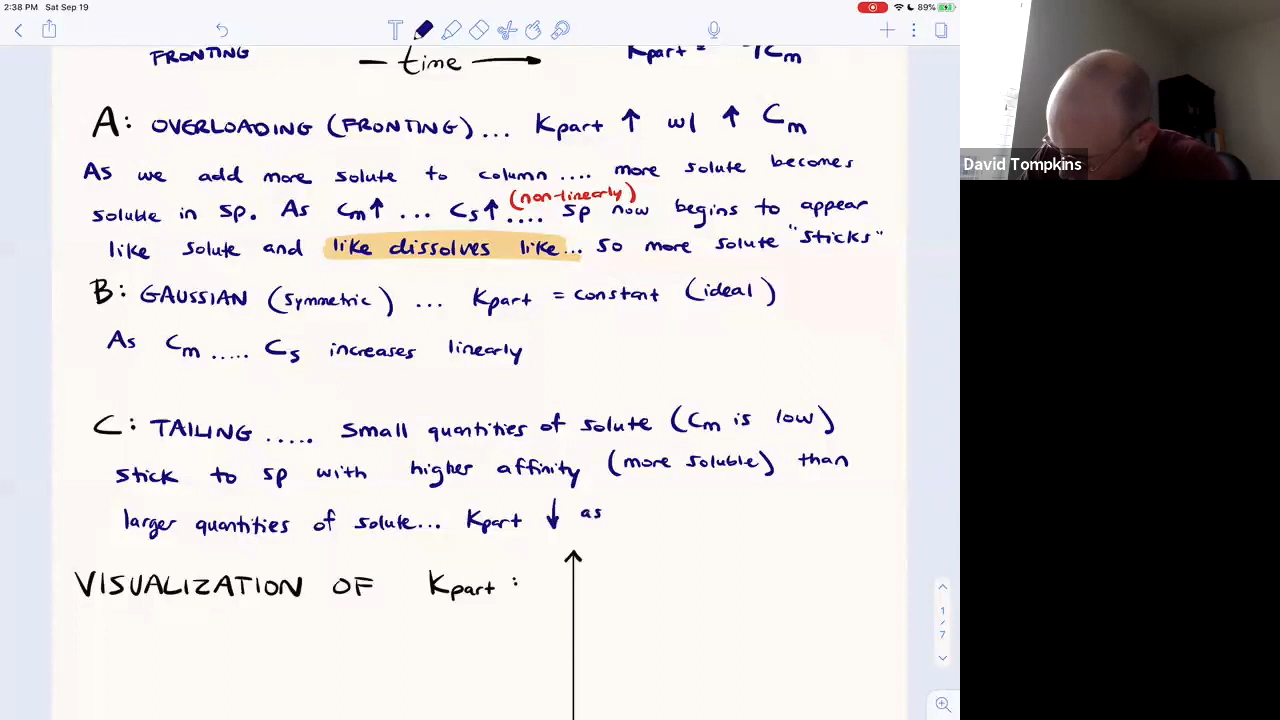 2:38 PM Sat Sep 19
89%
FRONTING
time
Kpart = Cm
A: OVERLOADING (FRONTING) ... Kpart ↑ w/ ↑ Cm
As we add more solute to column .... more solute becomes
(non-linearly)
soluble in sp. As Cm↑ ... Cs↑ .... sp now begins to appear
like solute and like dissolves like... so more solute "sticks"
B: GAUSSIAN (symmetric) ... Kpart = constant (ideal)
As Cm ..... Cs increases linearly
C: TAILING ..... small quantities of solute (Cm is low)
stick to sp with higher affinity (more soluble) than
larger quantities of solute... Kpart ↓ as
VISUALIZATION OF Kpart :
1
/
7
T
David Tompkins